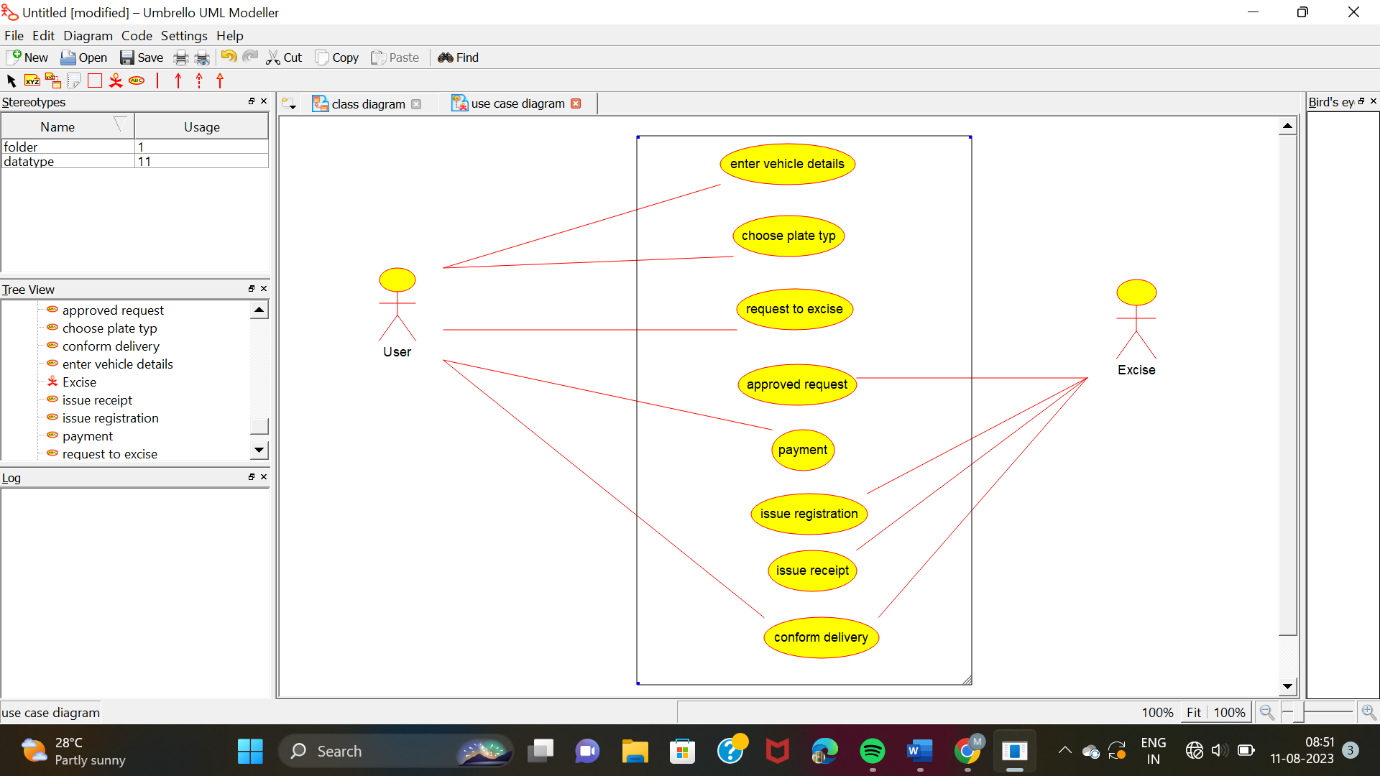 Untitled [modified] – Umbrello UML Modeller
File Edit Diagram Code Settings Help
New Open Save Cut Copy Paste Find
Stereotypes
class diagram
use case diagram
Bird's ey
Name Usage
folder 1
datatype 11
Tree View
approved request
choose plate typ
conform delivery
enter vehicle details
Excise
issue receipt
issue registration
payment
request to excise
Log
enter vehicle details
choose plate typ
request to excise
User
Excise
approved request
payment
issue registration
issue receipt
conform delivery
use case diagram
100% Fit 100%
28°C
Partly sunny
Search
ENG
IN
08:51
11-08-2023
3